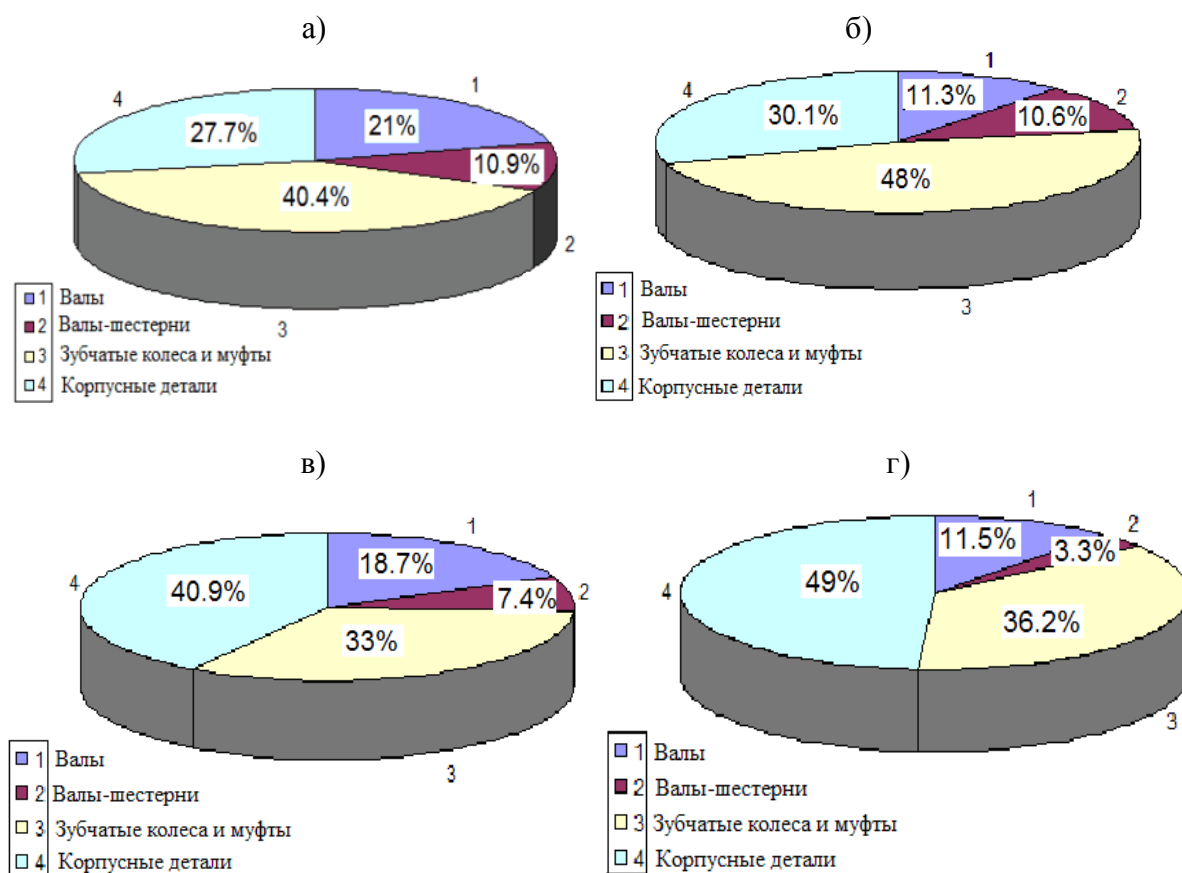 а)
1
4
21%
27.7%
10.9%
40.4%
2
3
1 Валы
2 Валы-шестерни
3 Зубчатые колеса и муфты
4 Корпусные детали
б)
1
4
11.3%
2
30.1%
10.6%
48%
3
1 Валы
2 Валы-шестерни
3 Зубчатые колеса и муфты
4 Корпусные детали
в)
1
18.7%
4
40.9%
7.4%
2
33%
3
1 Валы
2 Валы-шестерни
3 Зубчатые колеса и муфты
4 Корпусные детали
г)
1
2
11.5%
3.3%
4
49%
36.2%
3
1 Валы
2 Валы-шестерни
3 Зубчатые колеса и муфты
4 Корпусные детали